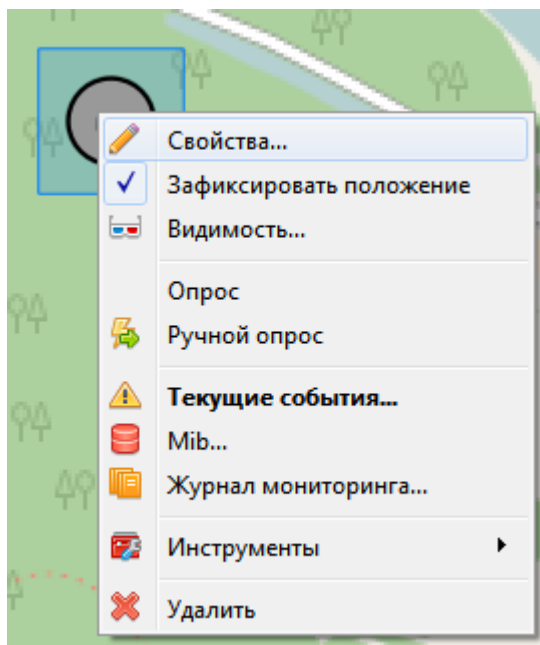 Свойства...
Зафиксировать положение
Видимость...
Опрос
Ручной опрос
Текущие события...
Mib...
Журнал мониторинга...
Инструменты
Удалить